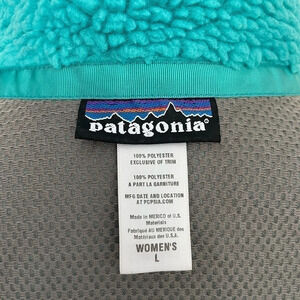 patagonia
100% POLYESTER
EXCLUSIVE OF TRIM
100% POLYESTER
A PART LA GARNITURE
MFG DATE AND LOCATION
AT PCPSIA.COM
Made in MEXICO of U.S.
Materials
Fabriqué AU MEXIQUE des
Matériaux des U.S.A.
WOMEN'S
L